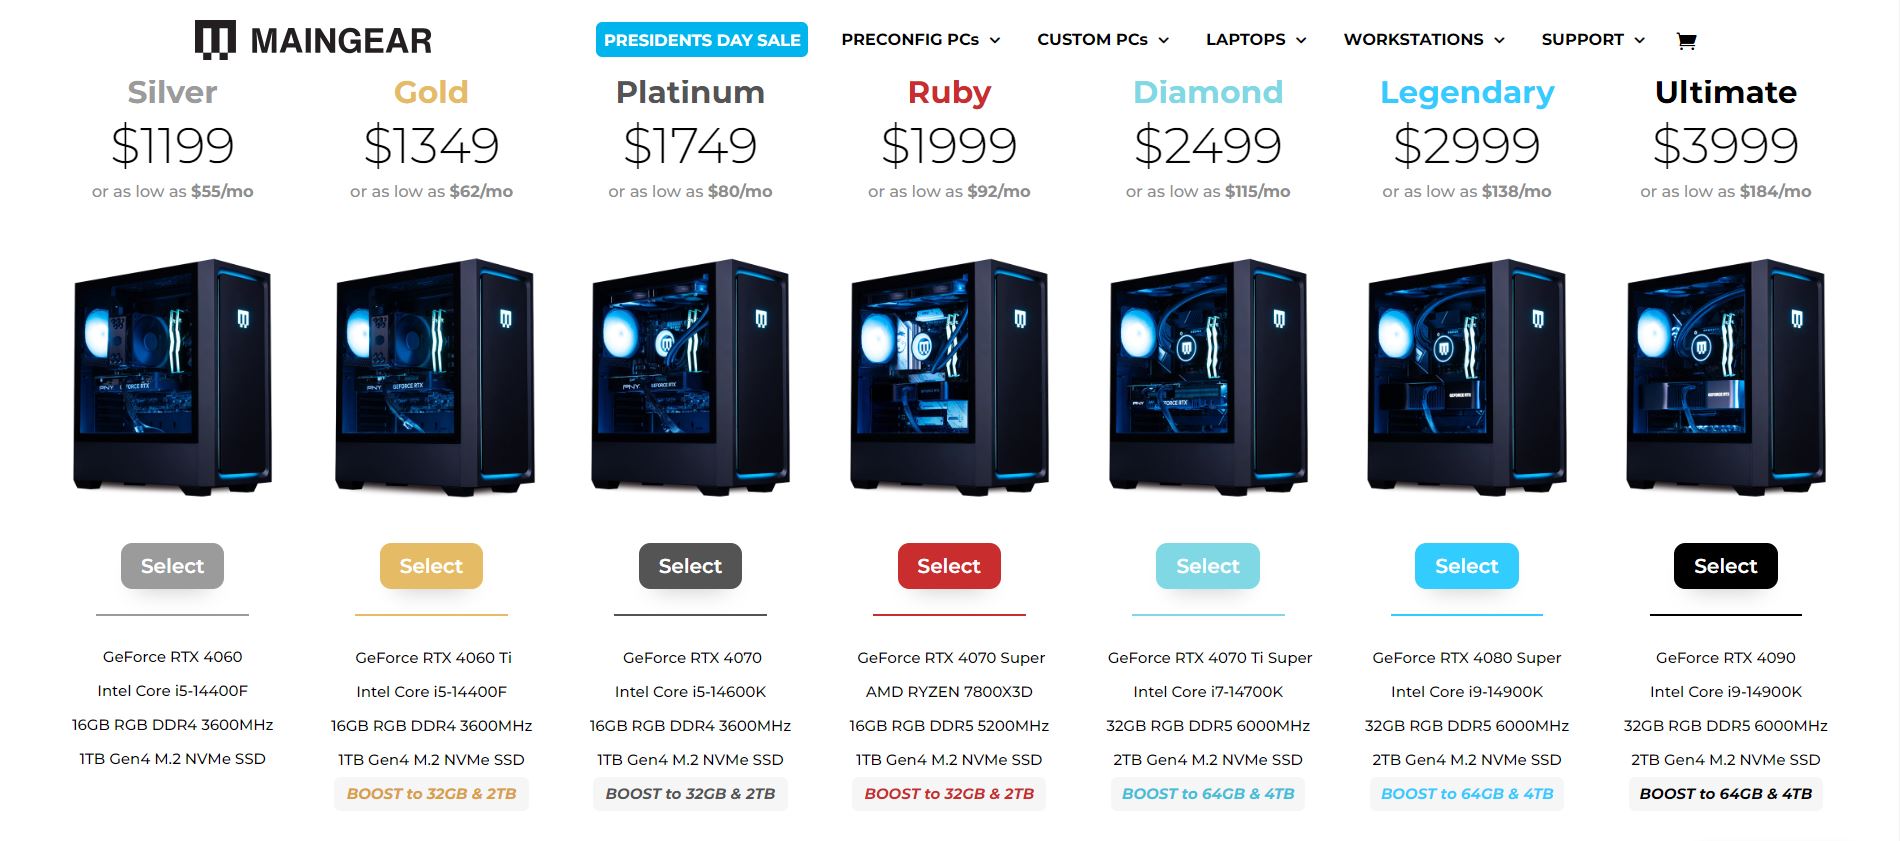 MAINGEAR
PRESIDENTS DAY SALE
PRECONFIG PCs
CUSTOM PCs
LAPTOPS
WORKSTATIONS
SUPPORT
Silver
$1199
or as low as $55/mo
Select
GeForce RTX 4060
Intel Core i5-14400F
16GB RGB DDR4 3600MHz
1TB Gen4 M.2 NVMe SSD
Gold
$1349
or as low as $62/mo
GEFORCE RTX
Select
GeForce RTX 4060 Ti
Intel Core i5-14400F
16GB RGB DDR4 3600MHz
1TB Gen4 M.2 NVMe SSD
BOOST to 32GB & 2TB
Platinum
$1749
or as low as $80/mo
PNY
GEFORCE RTX
Select
GeForce RTX 4070
Intel Core i5-14600K
16GB RGB DDR4 3600MHz
1TB Gen4 M.2 NVMe SSD
BOOST to 32GB & 2TB
Ruby
$1999
or as low as $92/mo
Select
GeForce RTX 4070 Super
AMD RYZEN 7800X3D
16GB RGB DDR5 5200MHz
1TB Gen4 M.2 NVMe SSD
BOOST to 32GB & 2TB
Diamond
$2499
or as low as $115/mo
PNY
Select
GeForce RTX 4070 Ti Super
Intel Core i7-14700K
32GB RGB DDR5 6000MHz
2TB Gen4 M.2 NVMe SSD
BOOST to 64GB & 4TB
Legendary
$2999
or as low as $138/mo
GEFORCE RTX
Select
GeForce RTX 4080 Super
Intel Core i9-14900K
32GB RGB DDR5 6000MHz
2TB Gen4 M.2 NVMe SSD
BOOST to 64GB & 4TB
Ultimate
$3999
or as low as $184/mo
GEFORCE RTX
Select
GeForce RTX 4090
Intel Core i9-14900K
32GB RGB DDR5 6000MHz
2TB Gen4 M.2 NVMe SSD
BOOST to 64GB & 4TB